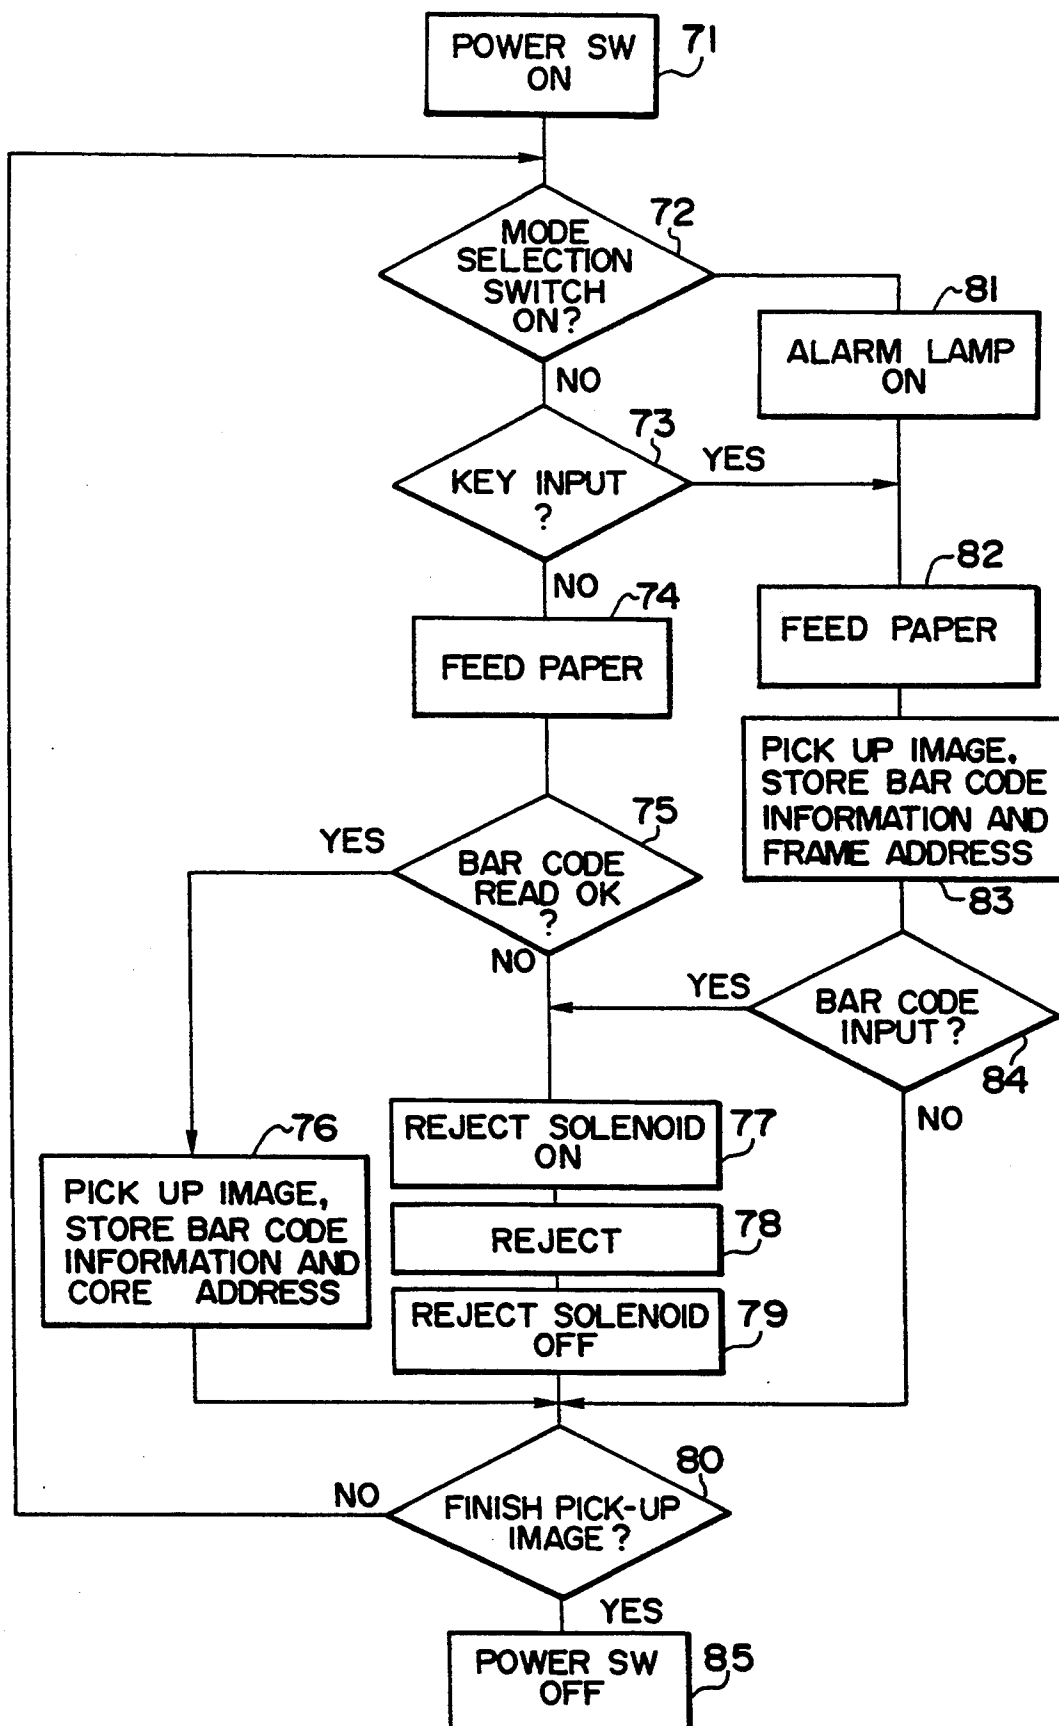 POWER SW
ON
71
MODE
SELECTION
SWITCH
ON?
72
NO
81
ALARM LAMP
ON
KEY INPUT
?
73
YES
NO
74
FEED PAPER
82
FEED PAPER
PICK UP IMAGE,
STORE BAR CODE
INFORMATION AND
FRAME ADDRESS
83
BAR CODE
READ OK
?
75
YES
NO
BAR CODE
INPUT?
84
YES
NO
76
PICK UP IMAGE,
STORE BAR CODE
INFORMATION AND
CORE ADDRESS
REJECT SOLENOID
ON
77
REJECT
78
REJECT SOLENOID
OFF
79
FINISH PICK-UP
IMAGE?
80
NO
YES
POWER SW
OFF
85